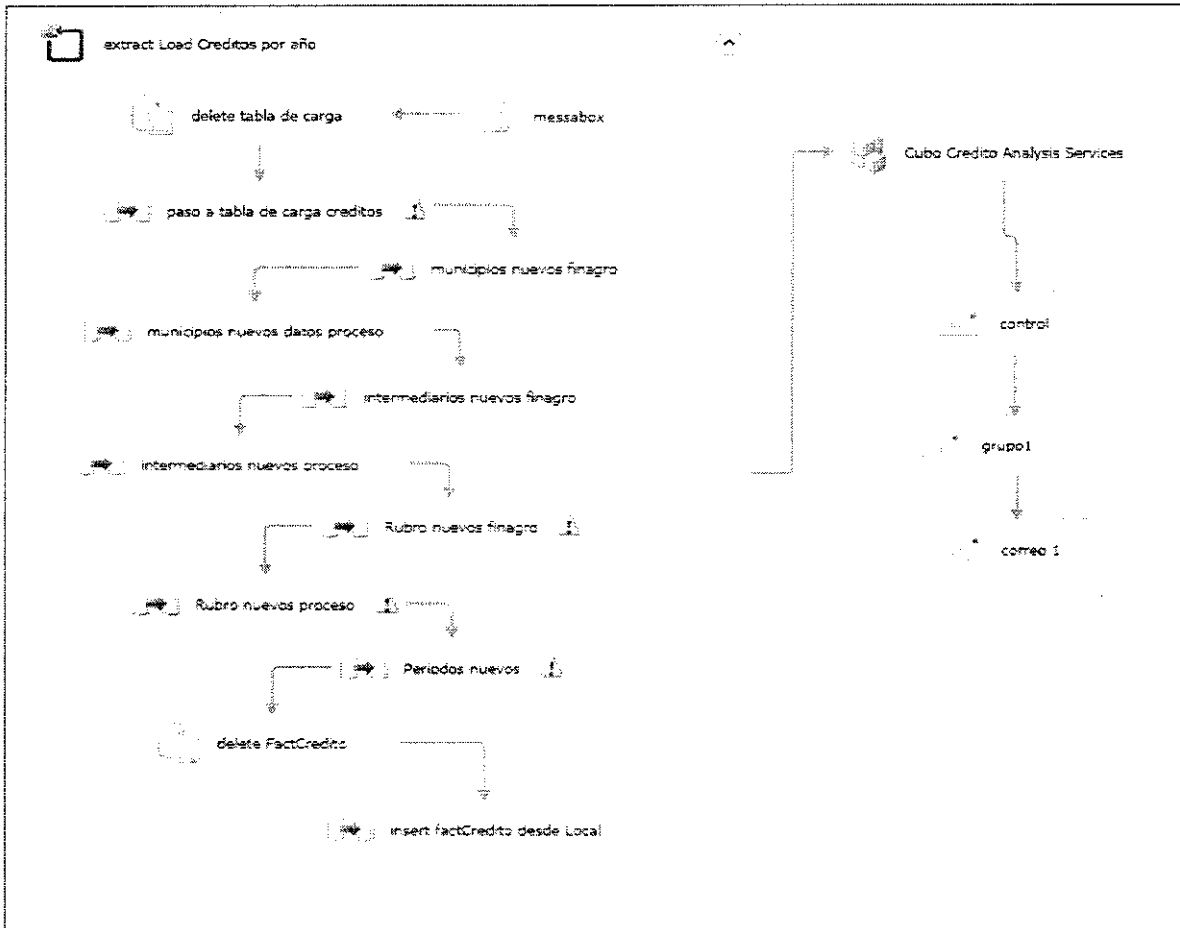 extract Load Creditos por año
delete tabla de carga
messabox
Cubo Credito Analysis Services
paso a tabla de carga creditos
municipios nuevos finagro
municipios nuevos datos proceso
control
intermediarios nuevos finagro
grupo1
intermediarios nuevos proceso
Rubro nuevos finagro
correo 1
Rubro nuevos proceso
Periodos nuevos
delete FactCredito
insert factCredito desde Local